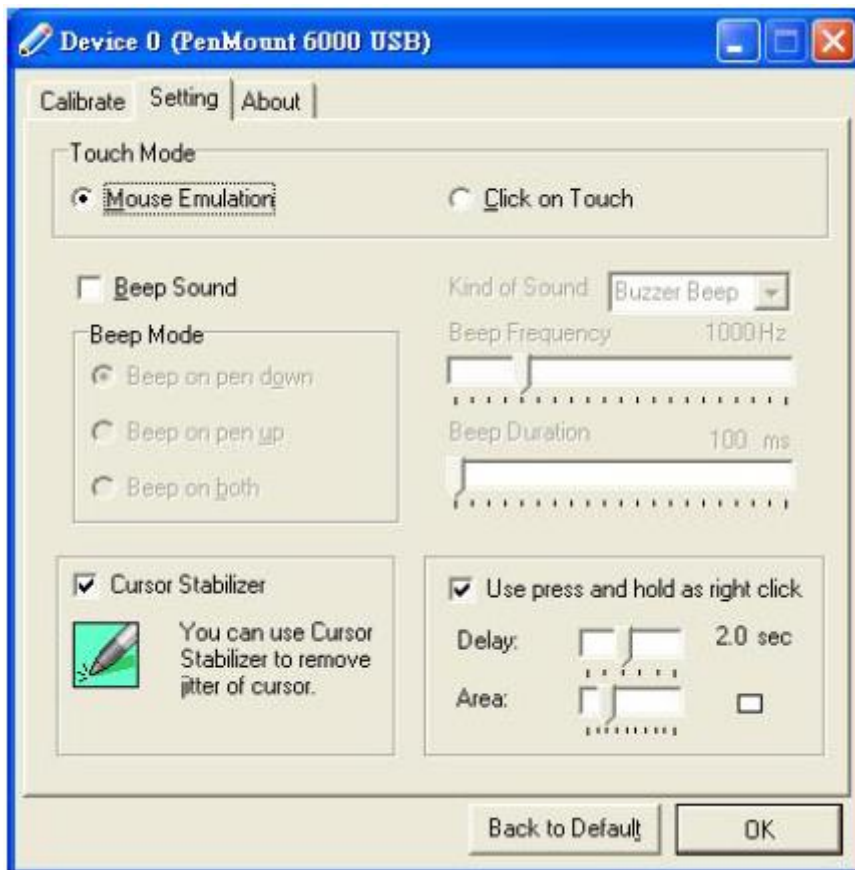 Device 0 (PenMount 6000 USB)
Calibrate
Setting
About
Touch Mode
Mouse Emulation
Click on Touch
Beep Sound
Kind of Sound
Buzzer Beep
Beep Mode
Beep on pen down
Beep on pen up
Beep on both
Beep Frequency
1000Hz
Beep Duration
100 ms
Cursor Stabilizer
You can use Cursor
Stabilizer to remove
jitter of cursor.
Use press and hold as right click
Delay:
2.0 sec
Area:
Back to Default
OK